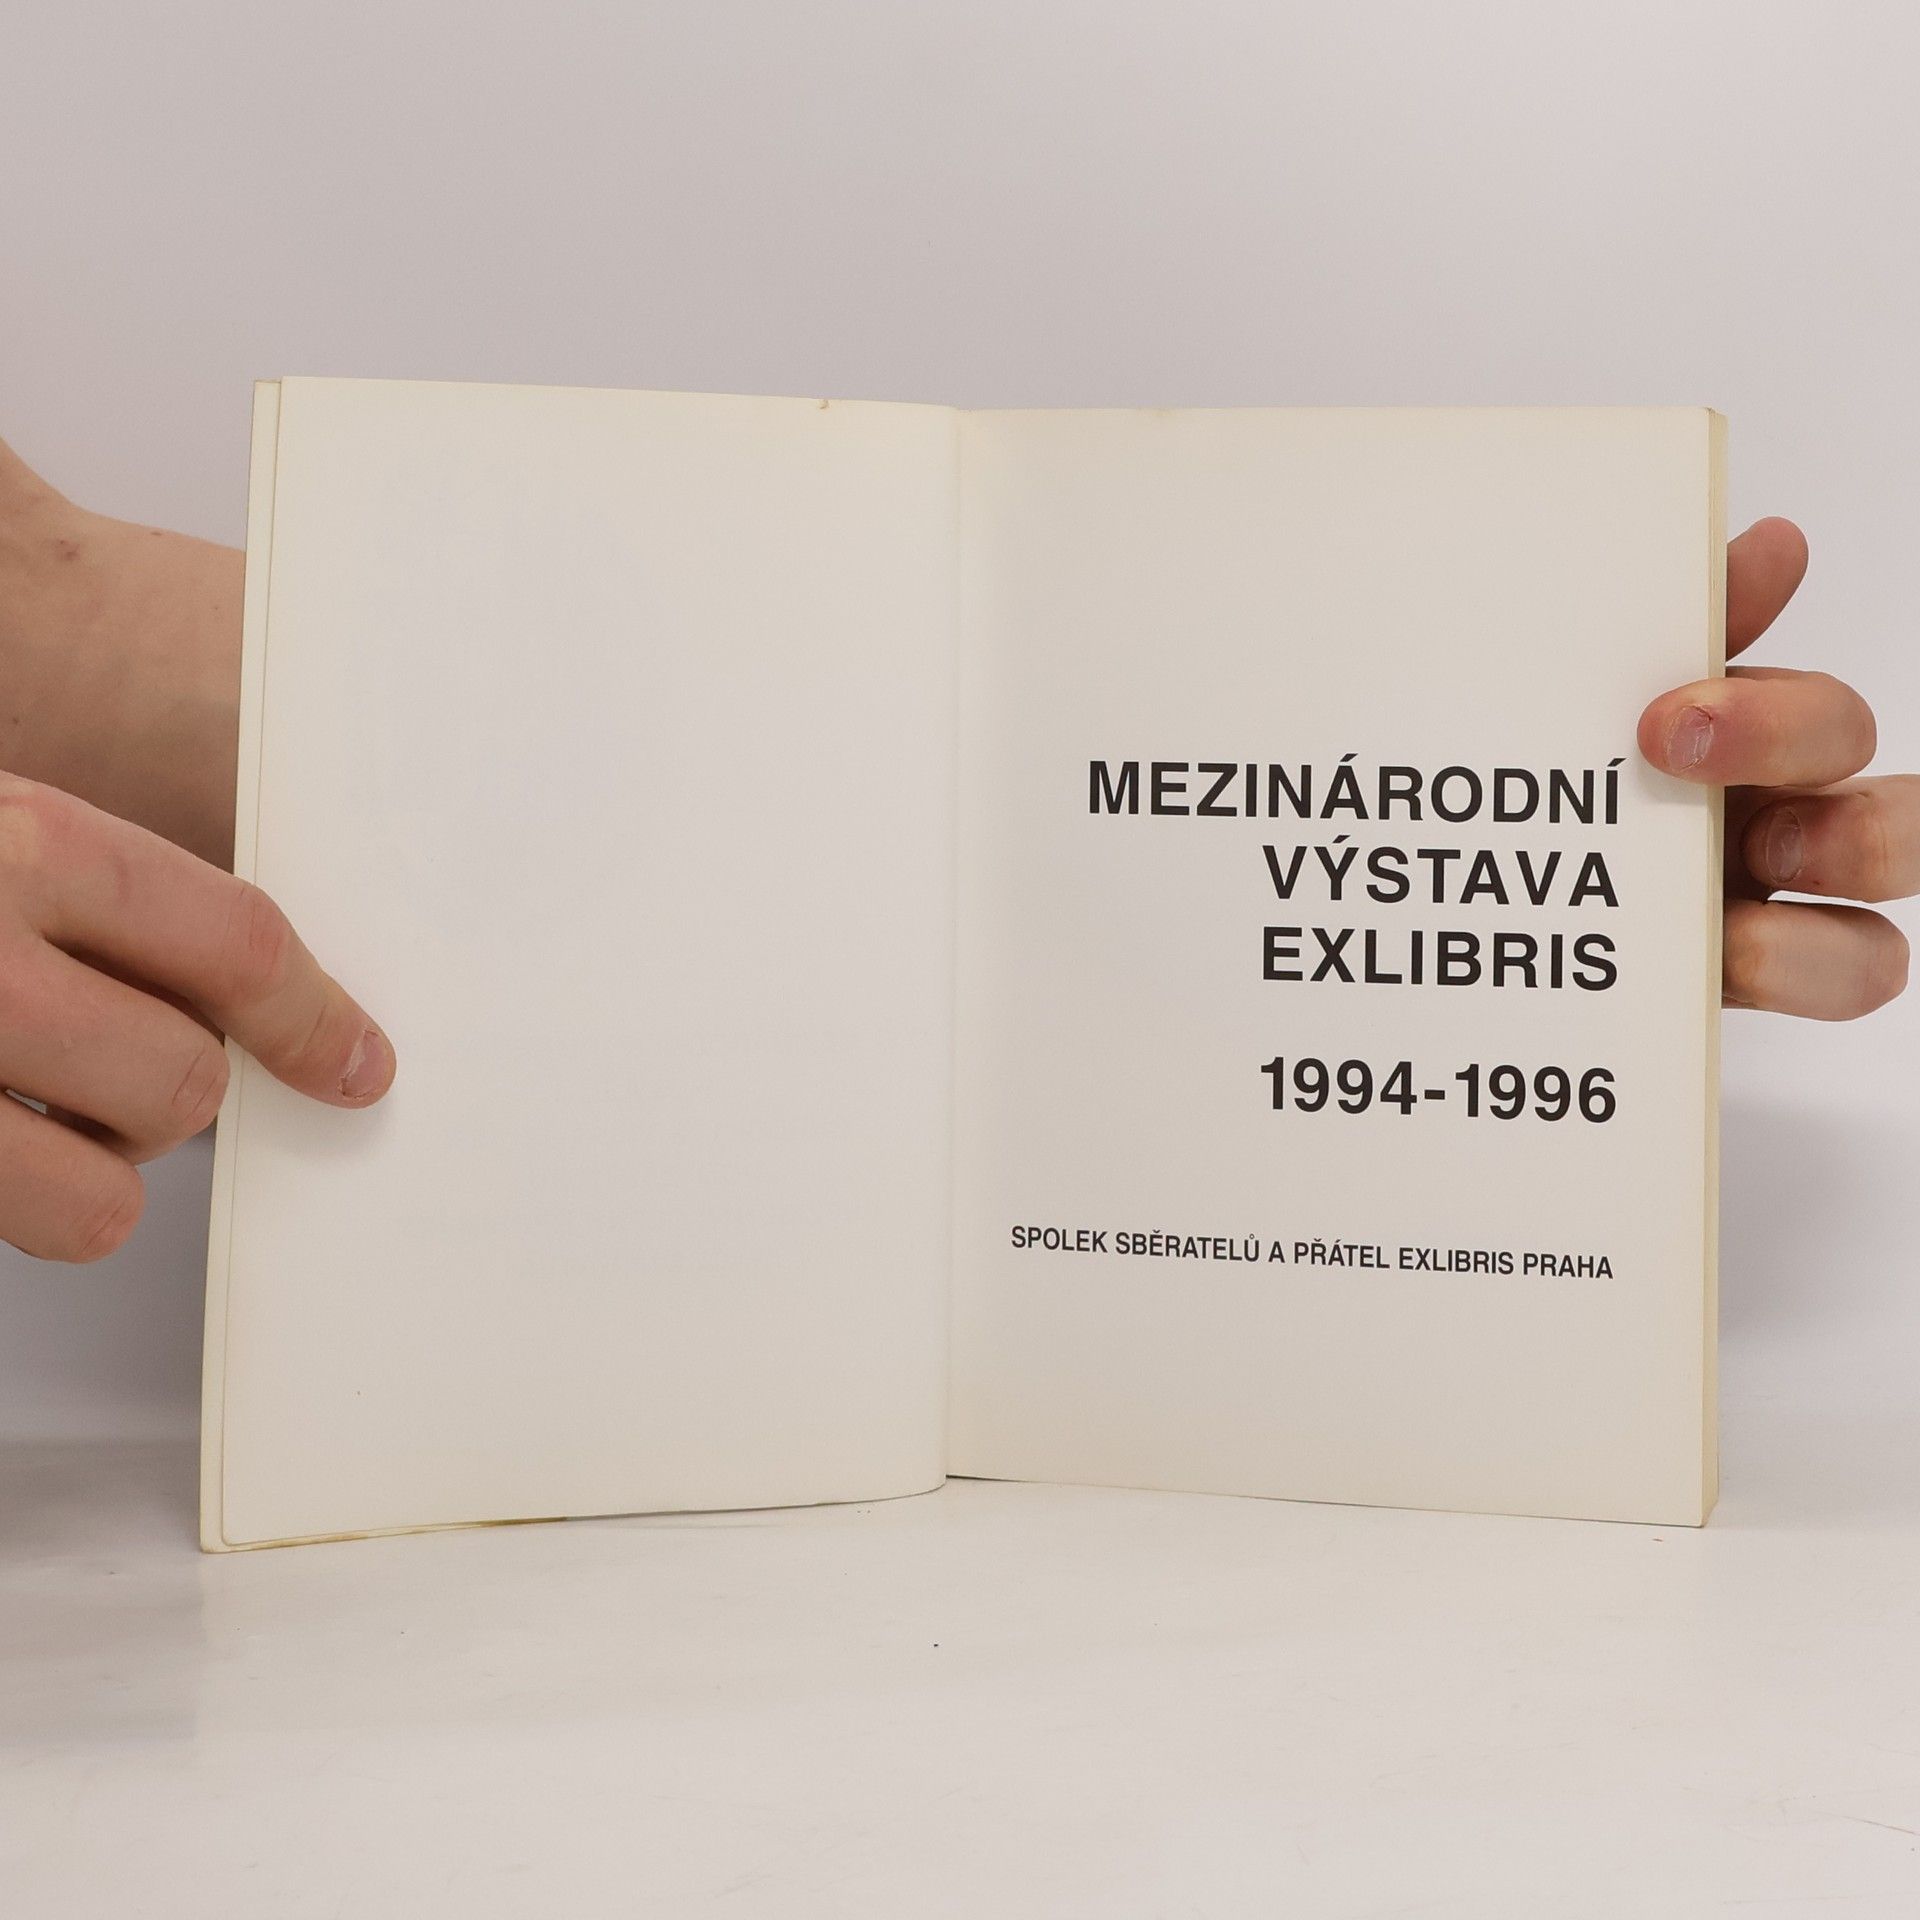 MEZINÁRODNÍ
VÝSTAVA
EXLIBRIS
1994-1996
SPOLEK SBĚRATELŮ A PŘÁTEL EXLIBRIS PRAHA